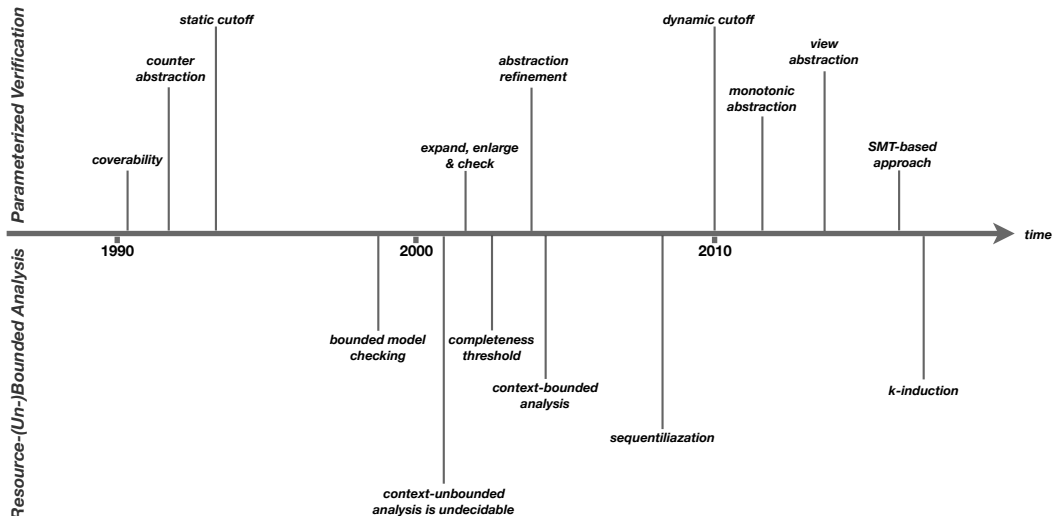 Parameterized Verification
static cutoff
dynamic cutoff
counter
abstraction
abstraction
refinement
view
abstraction
monotonic
abstraction
coverability
expand, enlarge
& check
SMT-based
approach
time
1990
2000
2010
Resource-(Un-)Bounded Analysis
bounded model
checking
completeness
threshold
context-bounded
analysis
k-induction
sequentiliazation
context-unbounded
analysis is undecidable